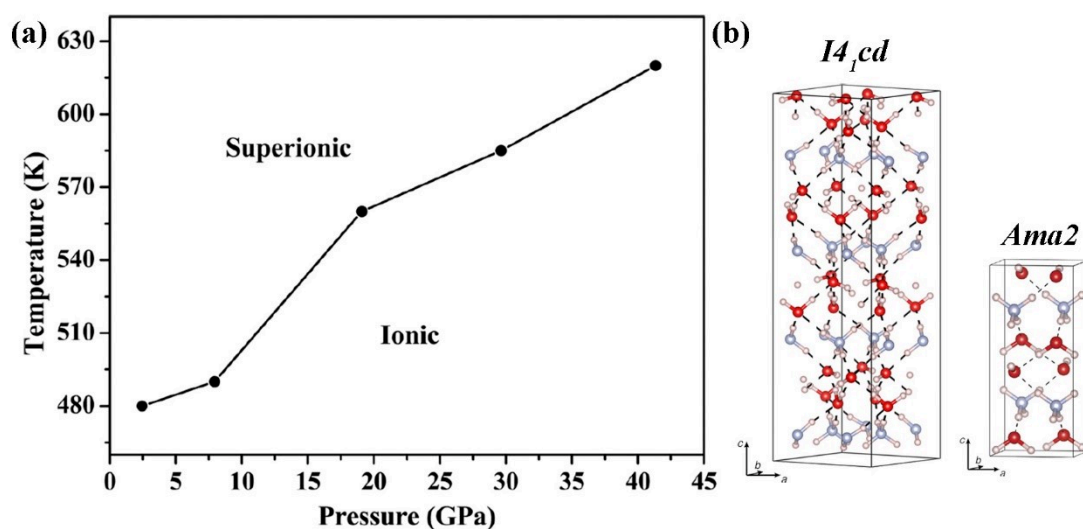 (a)
630
600
570
540
510
480
Temperature (K)
Superionic
Ionic
0 5 10 15 20 25 30 35 40 45
Pressure (GPa)
(b)
I4₁cd
Ama2
c
b
a
c
b
a